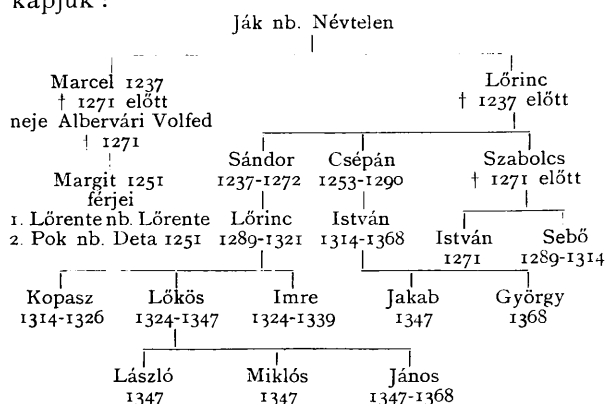 kapjuk :
Ják nb. Névtelen
Marcel 1237 Lőrinc
† 1271 előtt † 1237 előtt
neje Albervári Volfed
† 1271
Sándor Csépán Szabolcs
Margit 1251 1237-1272 1253-1290 † 1271 előtt
férjei
1. Lőrente nb. Lőrente Lőrinc István
2. Pok nb. Deta 1251 1289-1321 1314-1368 István Sebő
1271 1289-1314
Kopasz Lőkös Imre Jakab György
1314-1326 1324-1347 1324-1339 1347 1368
László Miklós János
1347 1347 1347-1368